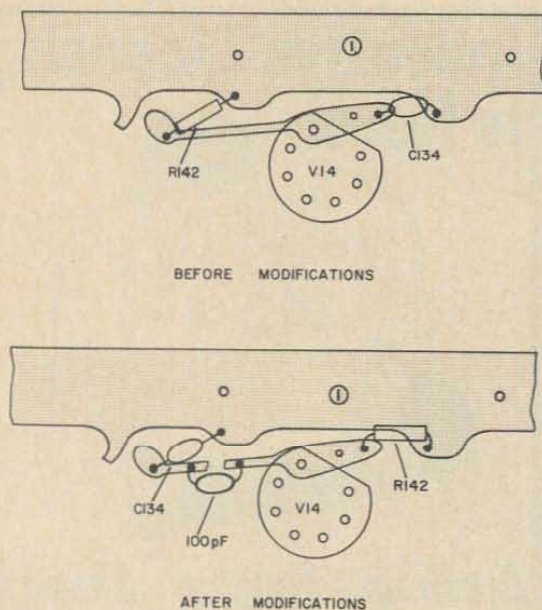 ①
R142
V14
C134
BEFORE MODIFICATIONS
①
C134
100pF
V14
R142
AFTER MODIFICATIONS